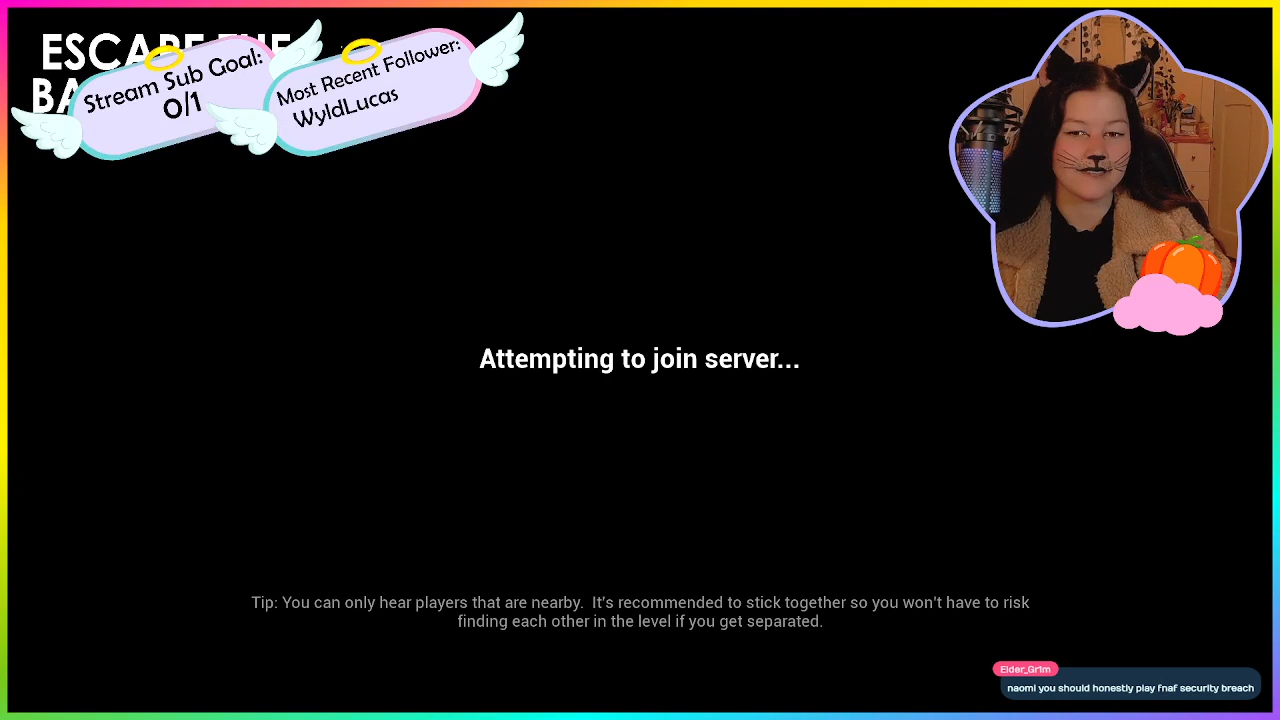 ESCAPE THE
BA
Stream Sub Goal:
0/1
Most Recent Follower:
WyldLucas
Attempting to join server...
Tip: You can only hear players that are nearby. It's recommended to stick together so you won't have to risk
finding each other in the level if you get separated.
Elder_Gr1m
naomi you should honestly play fnaf security breach